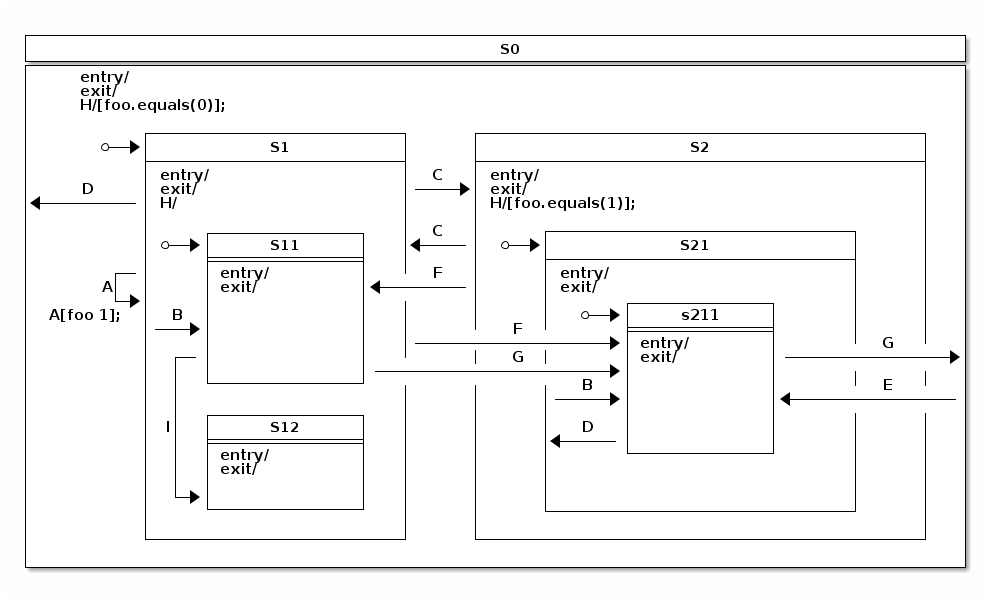 S0
entry/
exit/
H/[foo.equals(0)];
S1
S2
entry/
exit/
H/
C
entry/
exit/
H/[foo.equals(1)];
D
C
S11
S21
entry/
exit/
F
entry/
exit/
A
A[foo 1];
B
s211
F
entry/
exit/
G
G
B
E
I
S12
D
entry/
exit/